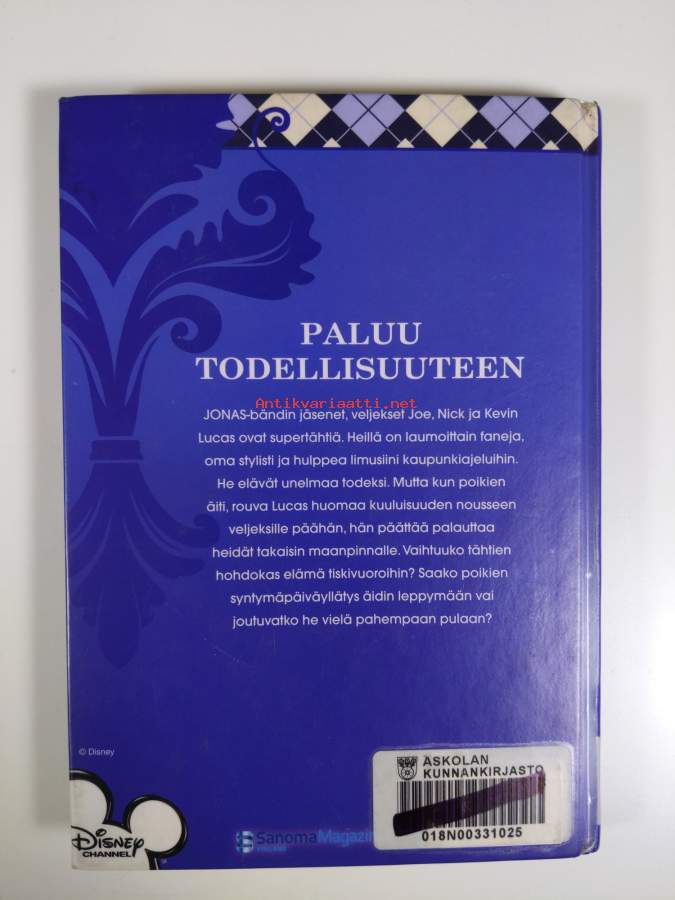 PALUU
TODELLISUUTEEN
Antikvariaatti.net
JONAS-bändin jäsenet, veljekset Joe, Nick ja Kevin
Lucas ovat supertähtiä. Heillä on laumoittain faneja,
oma stylisti ja hulppea limusiini kaupunkiajeluihin.
He elävät unelmaa todeksi. Mutta kun poikien
äiti, rouva Lucas huomaa kuuluisuuden nousseen
veljeksille päähän, hän päättää palauttaa
heidät takaisin maanpinnalle. Vaihtuuko tähtien
hohdokas elämä tiskivuoroihin? Saako poikien
syntymäpäiväyllätys äidin leppymään vai
joutuvatko he vielä pahempaan pulaan?
© Disney
ASKOLAN
KUNNANKIRJASTO
018N00331025
DISNEY
CHANNEL
SanomaMagazin